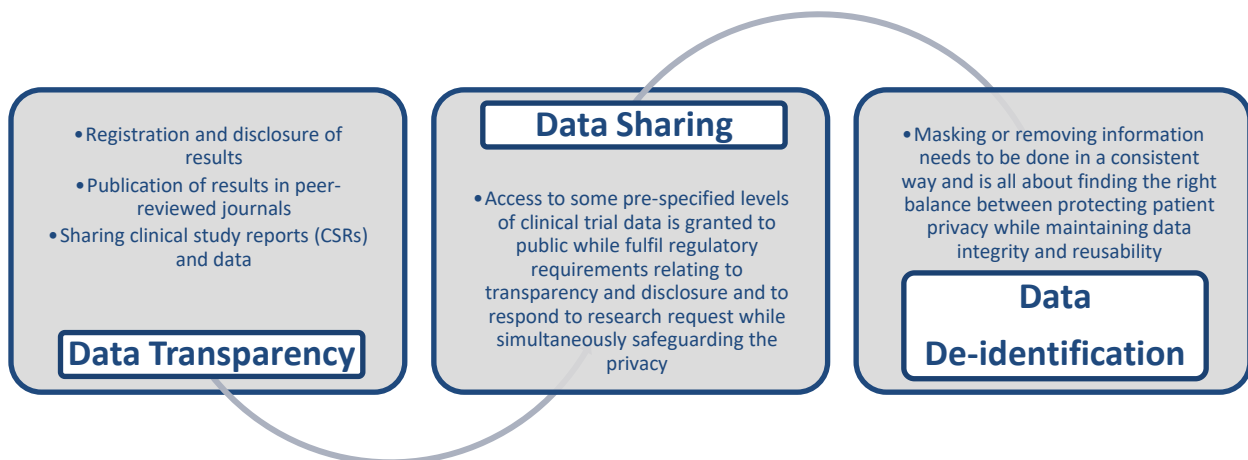 •Registration and disclosure of
results
•Publication of results in peer-
reviewed journals
•Sharing clinical study reports (CSRs)
and data
Data Transparency
Data Sharing
•Access to some pre-specified levels
of clinical trial data is granted to
public while fulfil regulatory
requirements relating to
transparency and disclosure and to
respond to research request while
simultaneously safeguarding the
privacy
•Masking or removing information
needs to be done in a consistent
way and is all about finding the right
balance between protecting patient
privacy while maintaining data
integrity and reusability
Data
De-identification